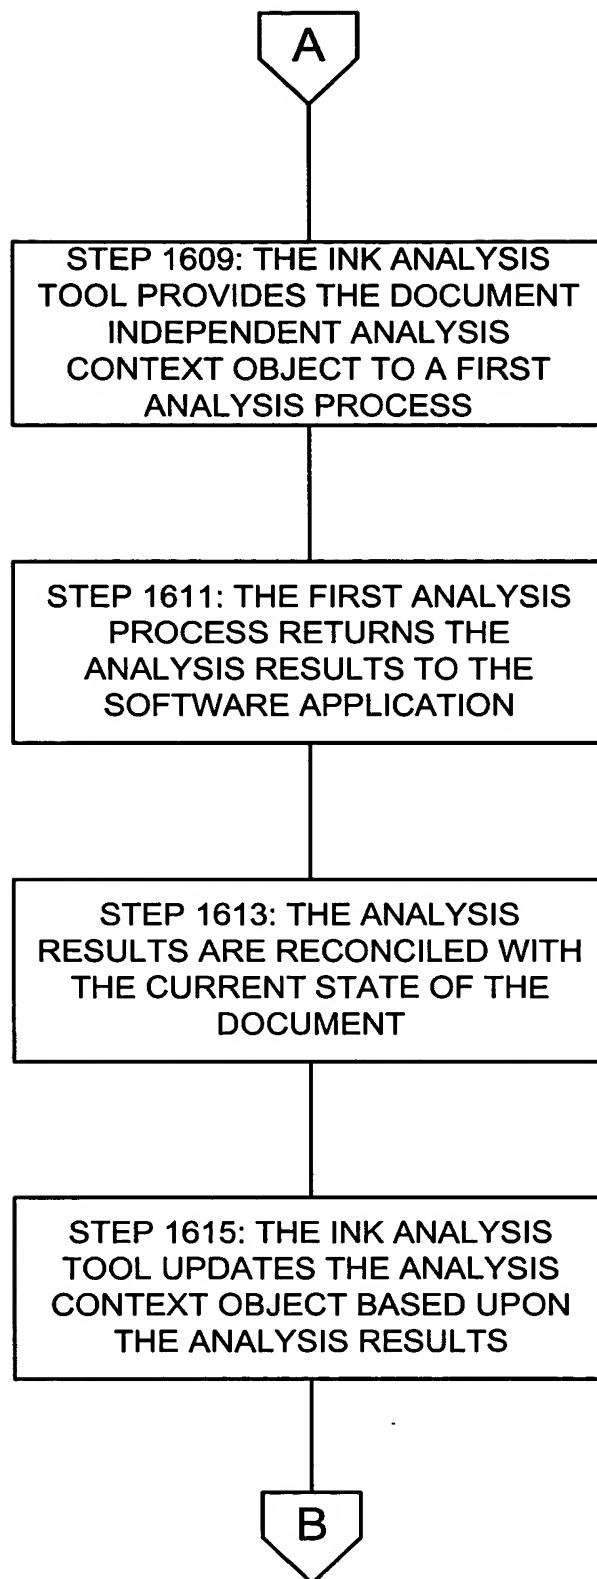 A
STEP 1609: THE INK ANALYSIS
TOOL PROVIDES THE DOCUMENT
INDEPENDENT ANALYSIS
CONTEXT OBJECT TO A FIRST
ANALYSIS PROCESS
STEP 1611: THE FIRST ANALYSIS
PROCESS RETURNS THE
ANALYSIS RESULTS TO THE
SOFTWARE APPLICATION
STEP 1613: THE ANALYSIS
RESULTS ARE RECONCILED WITH
THE CURRENT STATE OF THE
DOCUMENT
STEP 1615: THE INK ANALYSIS
TOOL UPDATES THE ANALYSIS
CONTEXT OBJECT BASED UPON
THE ANALYSIS RESULTS
B